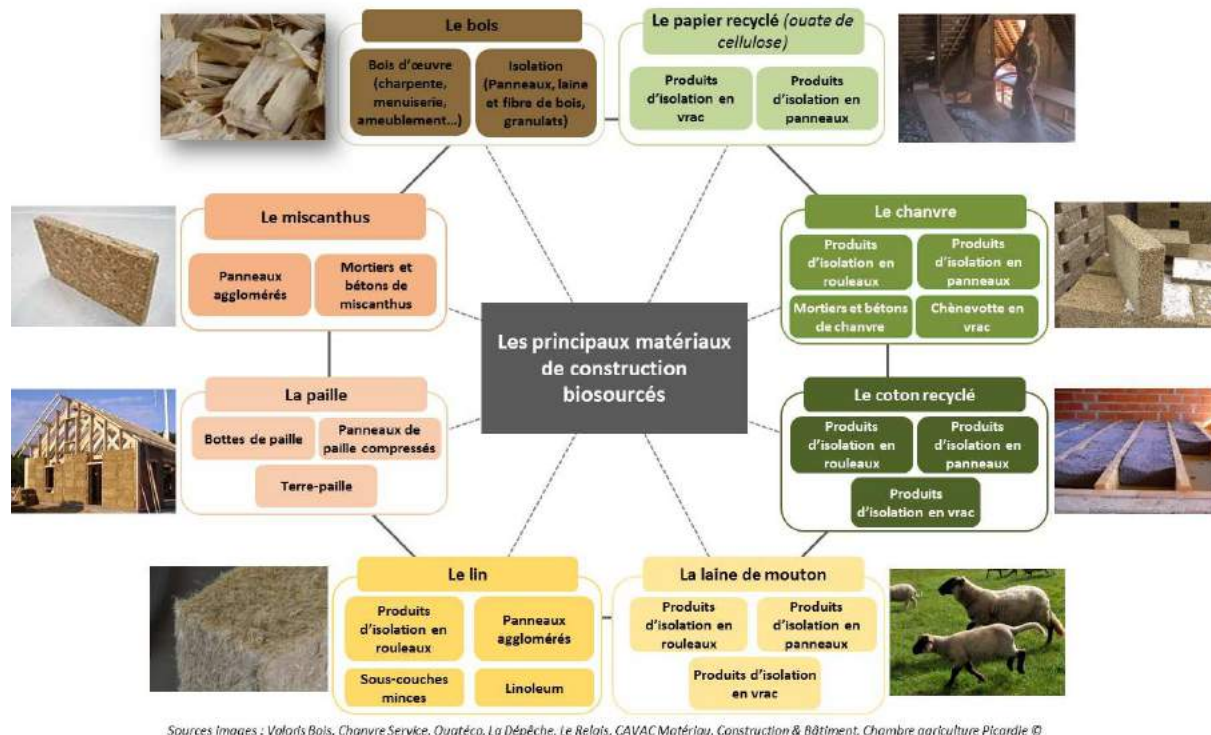 Le bois
Bois d'œuvre
(charpente,
menuiserie,
ameublement...)
Isolation
(Panneaux, laine
et fibre de bois,
granulats)
Le papier recyclé (ouate de
cellulose)
Produits
d'isolation en
vrac
Produits
d'isolation en
panneaux
Le miscanthus
Panneaux
agglomérés
Mortiers et
bétons de
miscanthus
Le chanvre
Produits
d'isolation en
rouleaux
Produits
d'isolation en
panneaux
Mortiers et bétons
de chanvre
Chènevotte en
vrac
Les principaux matériaux
de construction
biosourcés
La paille
Bottes de paille
Panneaux de
paille compressés
Terre-paille
Le coton recyclé
Produits
d'isolation en
rouleaux
Produits
d'isolation en
panneaux
Produits
d'isolation en vrac
Le lin
Produits
d'isolation en
rouleaux
Panneaux
agglomérés
Sous-couches
minces
Linoleum
La laine de mouton
Produits
d'isolation en
rouleaux
Produits
d'isolation en
panneaux
Produits d'isolation
en vrac
Sources images : Valoris Bois, Chanvre Service, Ouatéco, La Dépêche, Le Relais, CAVAC Matériau, Construction & Bâtiment, Chambre agriculture Picardie ©